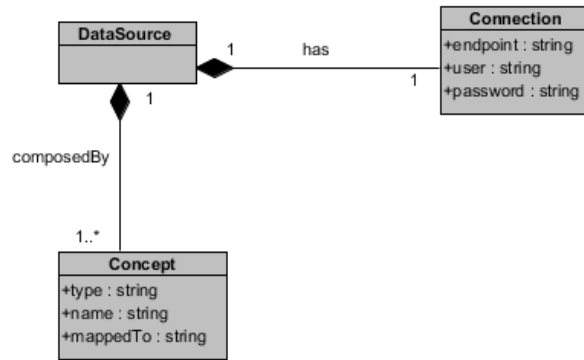 DataSource
Connection
+endpoint : string
+user : string
+password : string
1
has
1
1
composedBy
1..*
Concept
+type : string
+name : string
+mappedTo : string